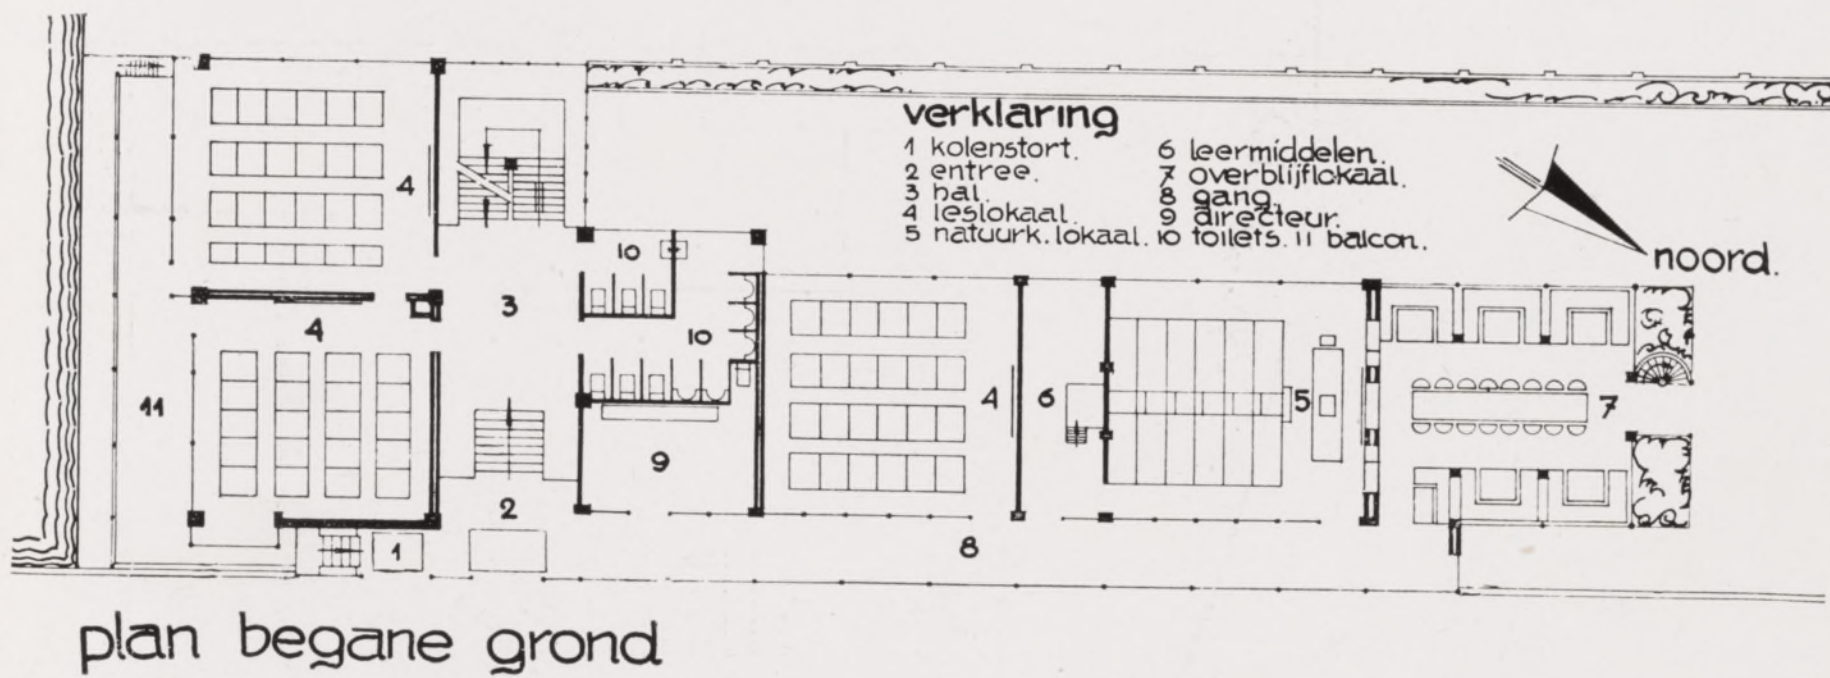 verklaring
1 kolenstort.
2 entree.
3 hal.
4 leslokaal.
5 natuurk. lokaal.
6 leermiddelen.
7 overblijflokaal.
8 gang.
9 directeur.
10 toilets. 11 balcon.
noord.
4
10
3
4
10
11
4
6
5
7
9
2
1
8
plan begane grond